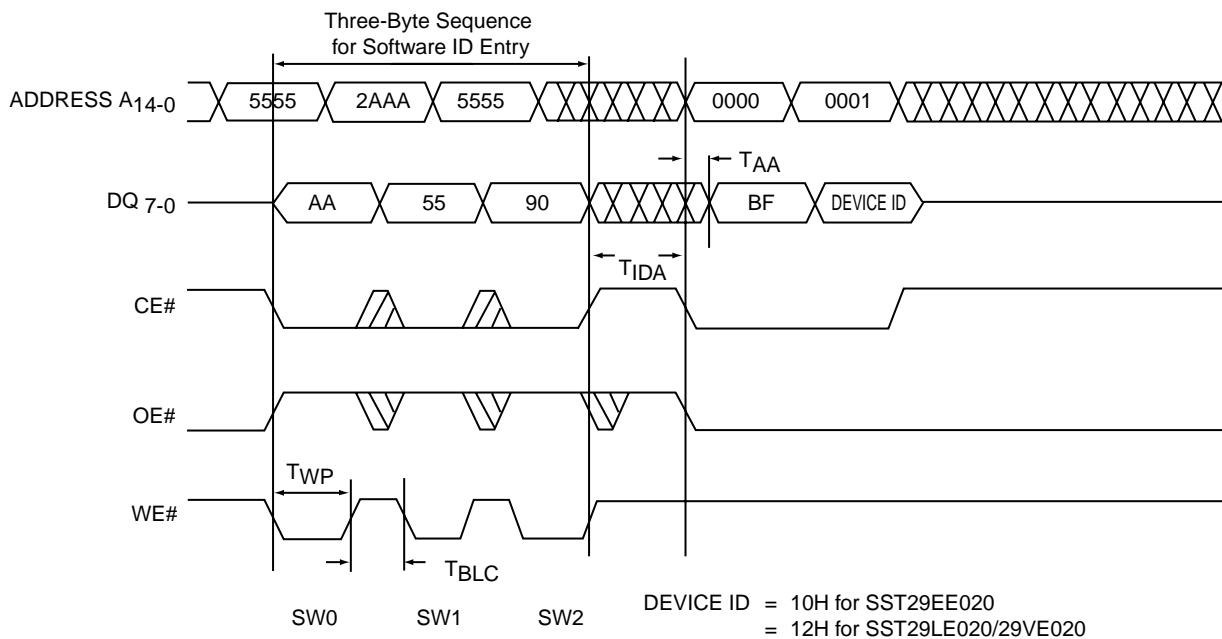 Three-Byte Sequence
for Software ID Entry
ADDRESS A14-0 5555 2AAA 5555 0000 0001
TAA
DQ 7-0 AA 55 90 BF DEVICE ID
TIDA
CE#
OE#
TWP
WE#
TBLC
SW0 SW1 SW2
DEVICE ID = 10H for SST29EE020
= 12H for SST29LE020/29VE020